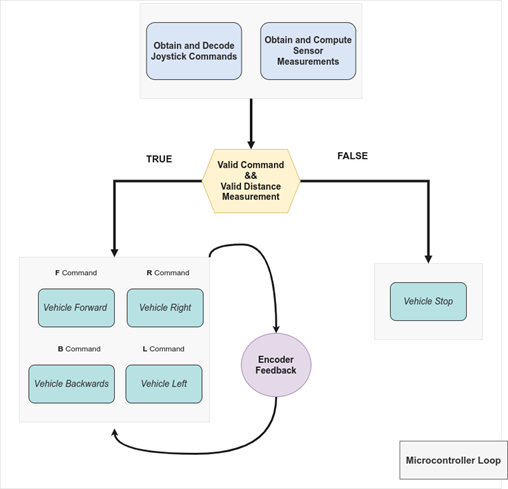 Obtain and Decode
Joystick Commands
Obtain and Compute
Sensor
Measurements
TRUE
FALSE
Valid Command
&&
Valid Distance
Measurement
F Command
R Command
Vehicle Forward
Vehicle Right
B Command
L Command
Vehicle Backwards
Vehicle Left
Encoder
Feedback
Vehicle Stop
Microcontroller Loop